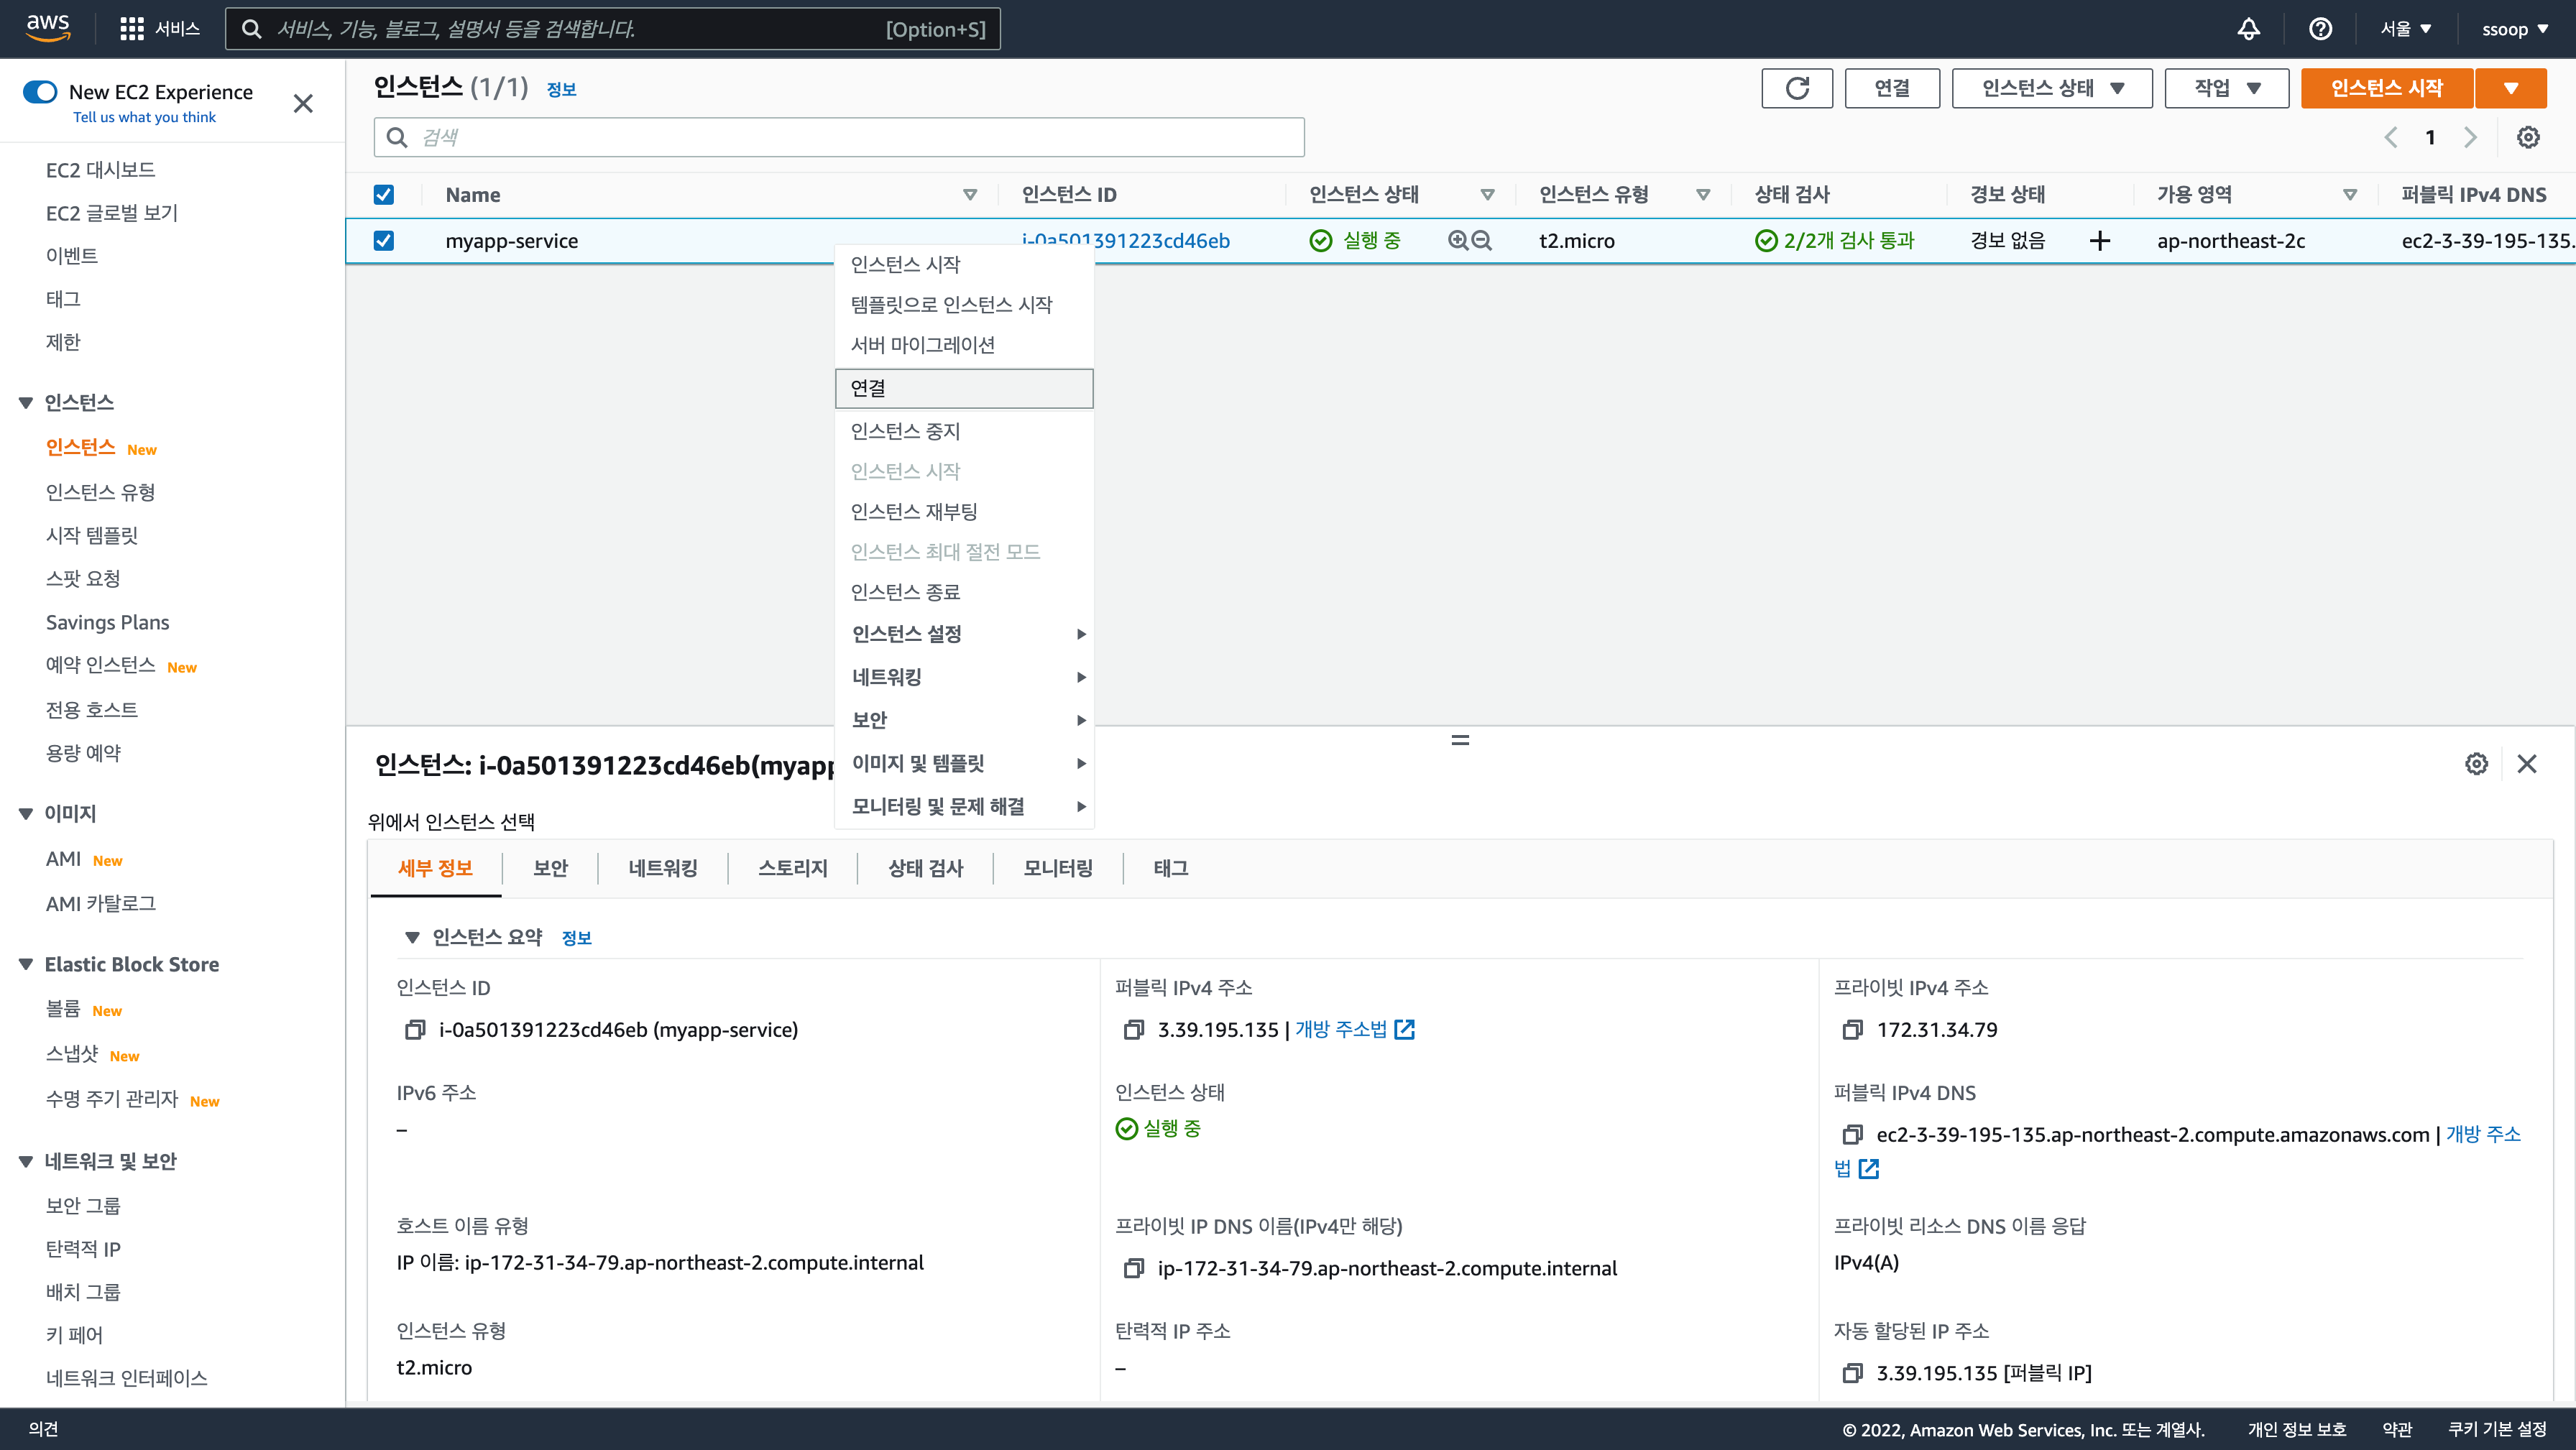 aws 서비스 서비스, 기능, 블로그, 설명서 등을 검색합니다. [Option+S] 서울 ▼ ssoop ▼
New EC2 Experience
Tell us what you think
EC2 대시보드
EC2 글로벌 보기
이벤트
태그
제한
인스턴스
인스턴스 New
인스턴스 유형
시작 템플릿
스팟 요청
Savings Plans
예약 인스턴스 New
전용 호스트
용량 예약
이미지
AMI New
AMI 카탈로그
Elastic Block Store
볼륨 New
스냅샷 New
수명 주기 관리자 New
네트워크 및 보안
보안 그룹
탄력적 IP
배치 그룹
키 페어
네트워크 인터페이스
인스턴스 (1/1) 정보 연결 인스턴스 상태 ▼ 작업 ▼ 인스턴스 시작 ▼
검색 1
Name 인스턴스 ID 인스턴스 상태 인스턴스 유형 상태 검사 경보 상태 가용 영역 퍼블릭 IPv4 DNS
myapp-service i-0a501391223cd46eb 실행 중 t2.micro 2/2개 검사 통과 경보 없음 + ap-northeast-2c ec2-3-39-195-135.
인스턴스 시작
템플릿으로 인스턴스 시작
서버 마이그레이션
연결
인스턴스 중지
인스턴스 시작
인스턴스 재부팅
인스턴스 최대 절전 모드
인스턴스 종료
인스턴스 설정
네트워킹
보안
이미지 및 템플릿
모니터링 및 문제 해결
인스턴스: i-0a501391223cd46eb(myapp
위에서 인스턴스 선택
세부 정보 보안 네트워킹 스토리지 상태 검사 모니터링 태그
인스턴스 요약 정보
인스턴스 ID 퍼블릭 IPv4 주소 프라이빗 IPv4 주소
i-0a501391223cd46eb (myapp-service) 3.39.195.135 | 개방 주소법 172.31.34.79
IPv6 주소 인스턴스 상태 퍼블릭 IPv4 DNS
– 실행 중 ec2-3-39-195-135.ap-northeast-2.compute.amazonaws.com | 개방 주소
법
호스트 이름 유형 프라이빗 IP DNS 이름(IPv4만 해당) 프라이빗 리소스 DNS 이름 응답
IP 이름: ip-172-31-34-79.ap-northeast-2.compute.internal ip-172-31-34-79.ap-northeast-2.compute.internal IPv4(A)
인스턴스 유형 탄력적 IP 주소 자동 할당된 IP 주소
t2.micro – 3.39.195.135 [퍼블릭 IP]
의견 © 2022, Amazon Web Services, Inc. 또는 계열사. 개인 정보 보호 약관 쿠키 기본 설정